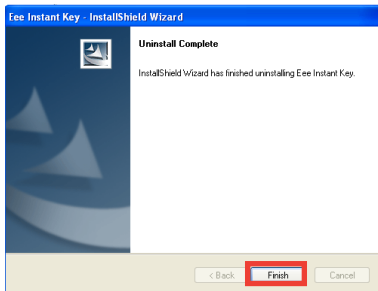 Eee Instant Key - InstallShield Wizard
Uninstall Complete
InstallShield Wizard has finished uninstalling Eee Instant Key.
< Back Finish Cancel